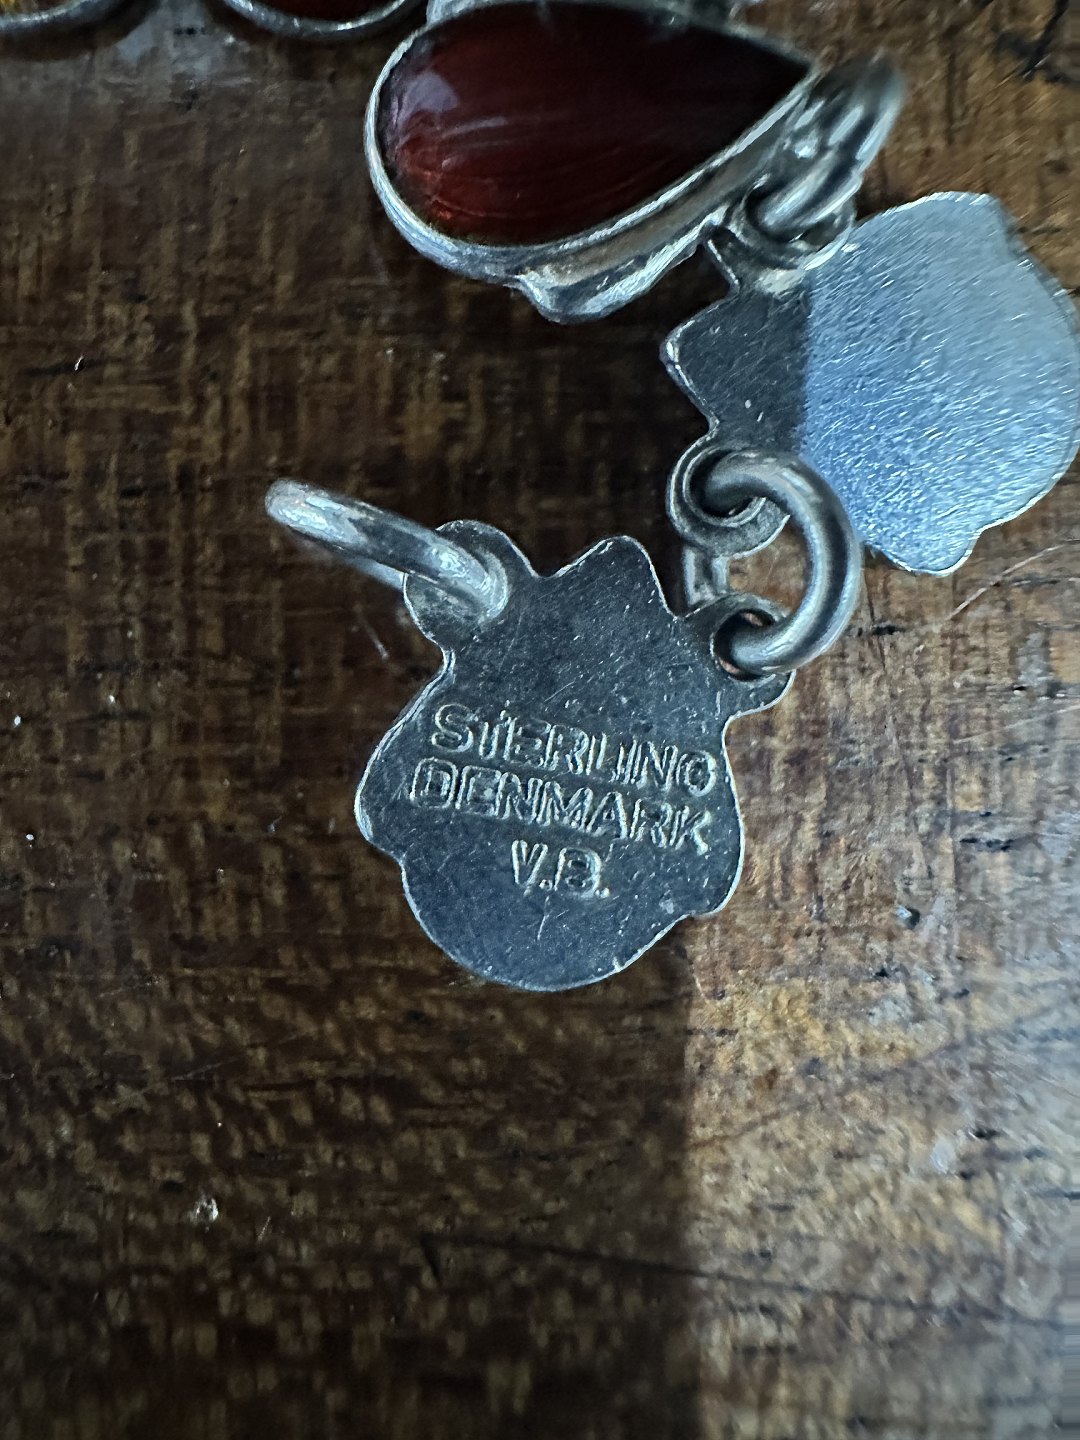 STERLING
DENMARK
V.B.